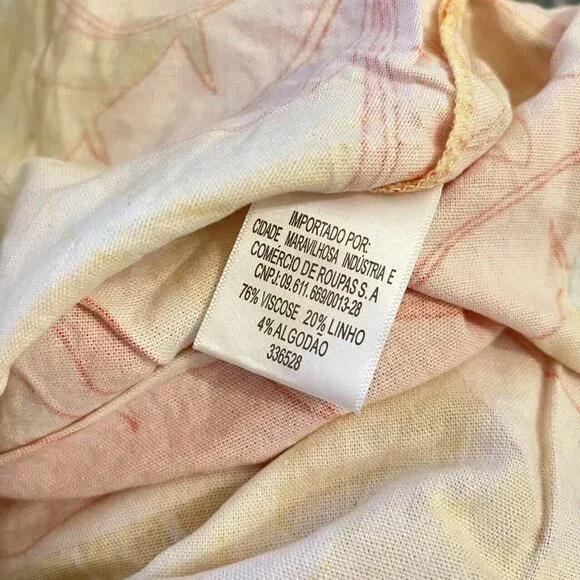 IMPORTADO POR:
CIDADE MARAVILHOSA INDÚSTRIA E
COMÉRCIO DE ROUPAS S. A
CNPJ: 09. 611. 669/0013-28
76% VISCOSE 20% LINHO
4% ALGODÃO
336528